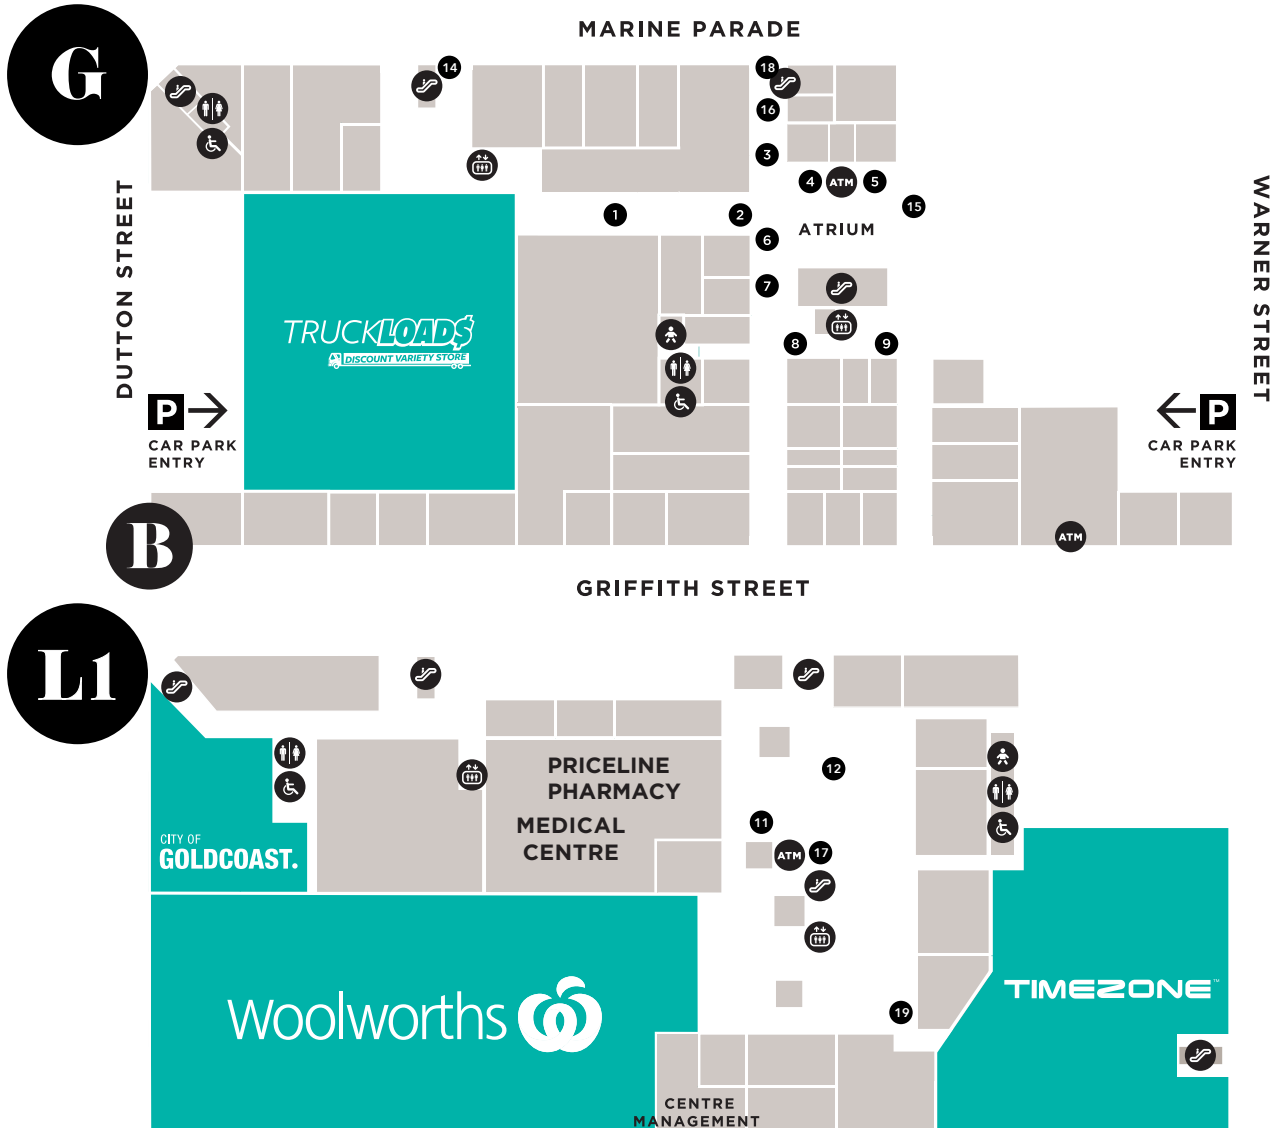 MARINE PARADE
G
14
18
16
3
4
ATM
5
15
1
2
6
ATRIUM
7
8
9
DUTTON STREET
WARNER STREET
TRUCKLOAD$
DISCOUNT VARIETY STORE
P
CAR PARK
ENTRY
P
CAR PARK
ENTRY
B
ATM
GRIFFITH STREET
L1
PRICELINE
PHARMACY
MEDICAL
CENTRE
12
11
ATM
17
CITY OF
GOLDCOAST.
Woolworths
TIMEZONE™
19
CENTRE
MANAGEMENT